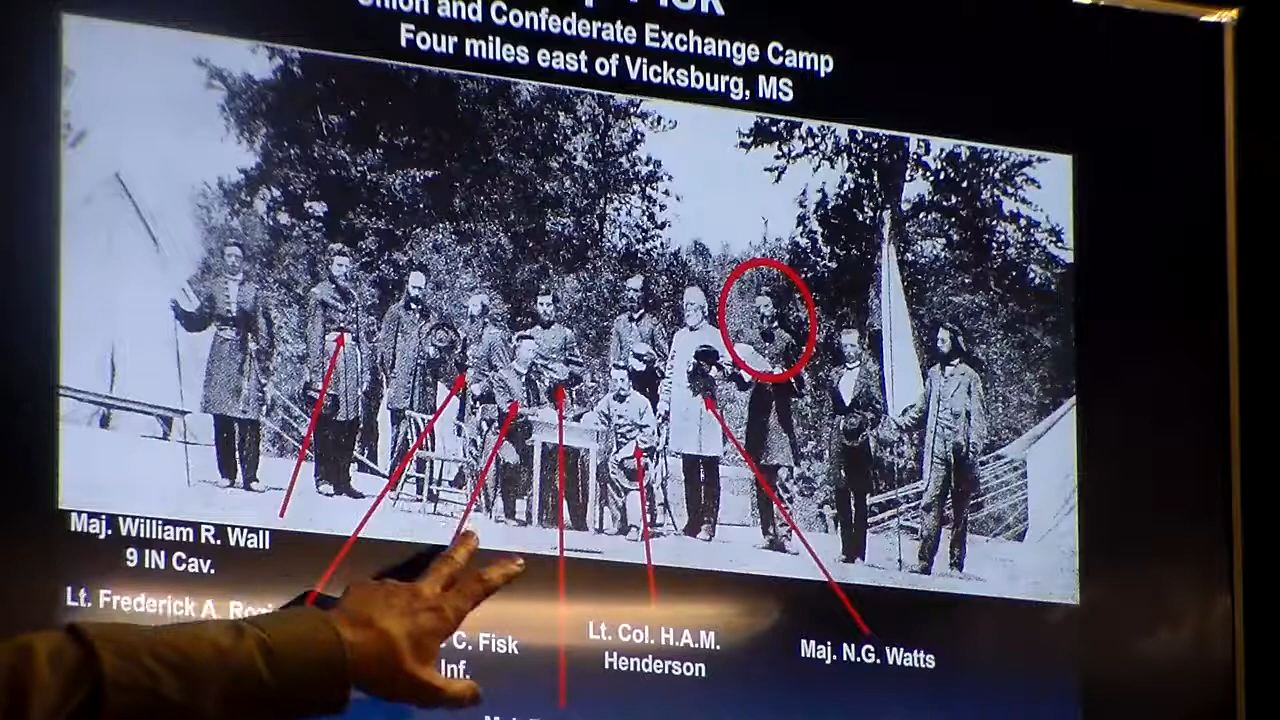 and Confederate Exchange Camp
Four miles east of Vicksburg, MS
Maj. William R. Wall
9 IN Cav.
Lt. Frederick A.
C. Fisk
Inf.
Lt. Col. H.A.M.
Henderson
Maj. N.G. Watts